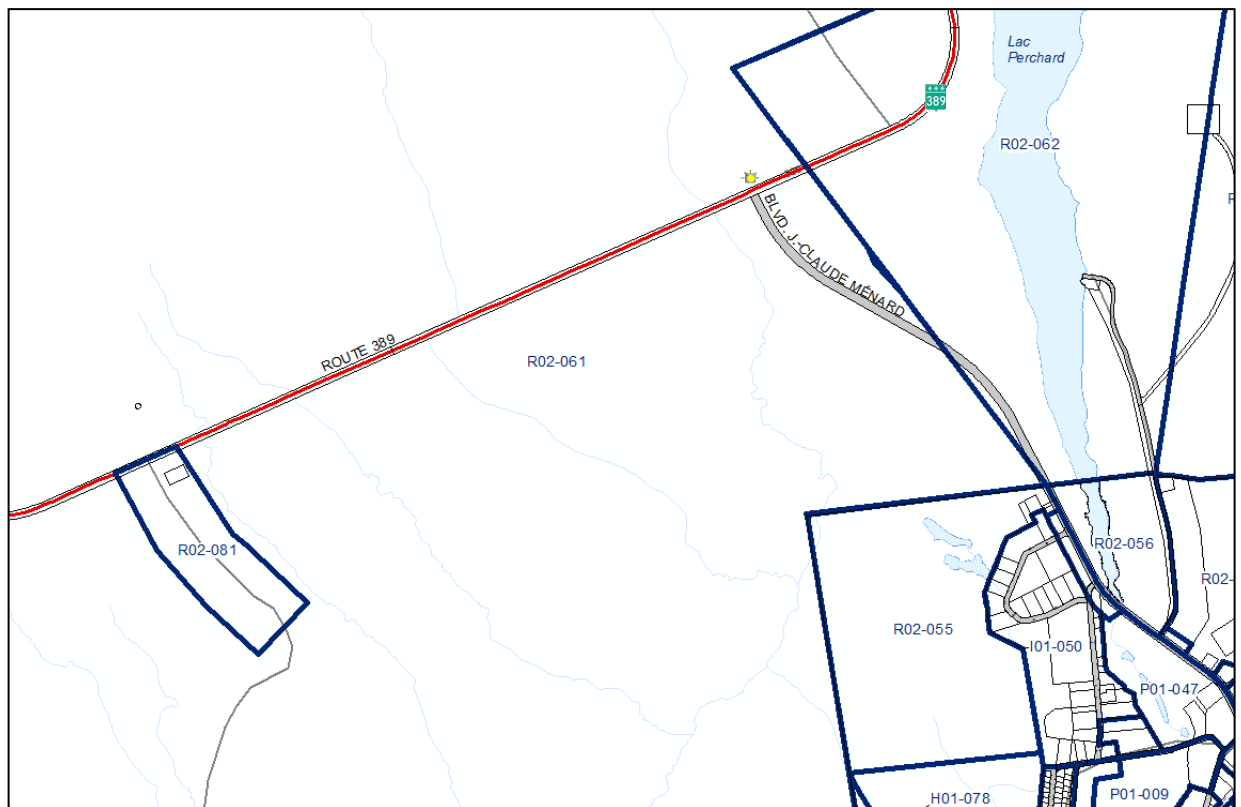 Lac
Perchard
389
R02-062
BLVD. J.-CLAUDE MÉNARD
ROUTE 389
R02-061
R02-081
R02-056
R02-
R02-055
I01-050
P01-047
H01-078
P01-009